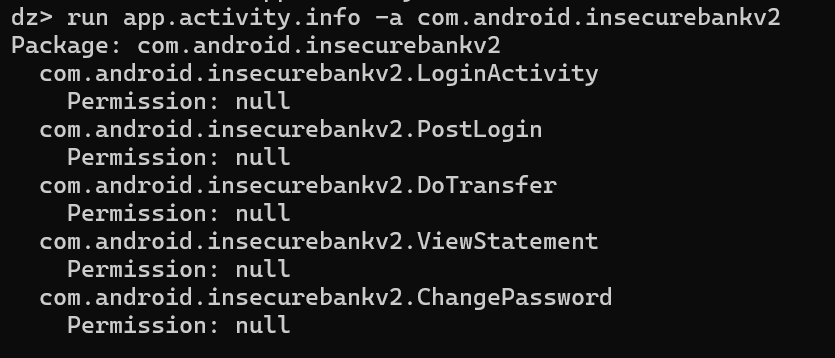 dz> run app.activity.info -a com.android.insecurebankv2
Package: com.android.insecurebankv2
  com.android.insecurebankv2.LoginActivity
    Permission: null
  com.android.insecurebankv2.PostLogin
    Permission: null
  com.android.insecurebankv2.DoTransfer
    Permission: null
  com.android.insecurebankv2.ViewStatement
    Permission: null
  com.android.insecurebankv2.ChangePassword
    Permission: null